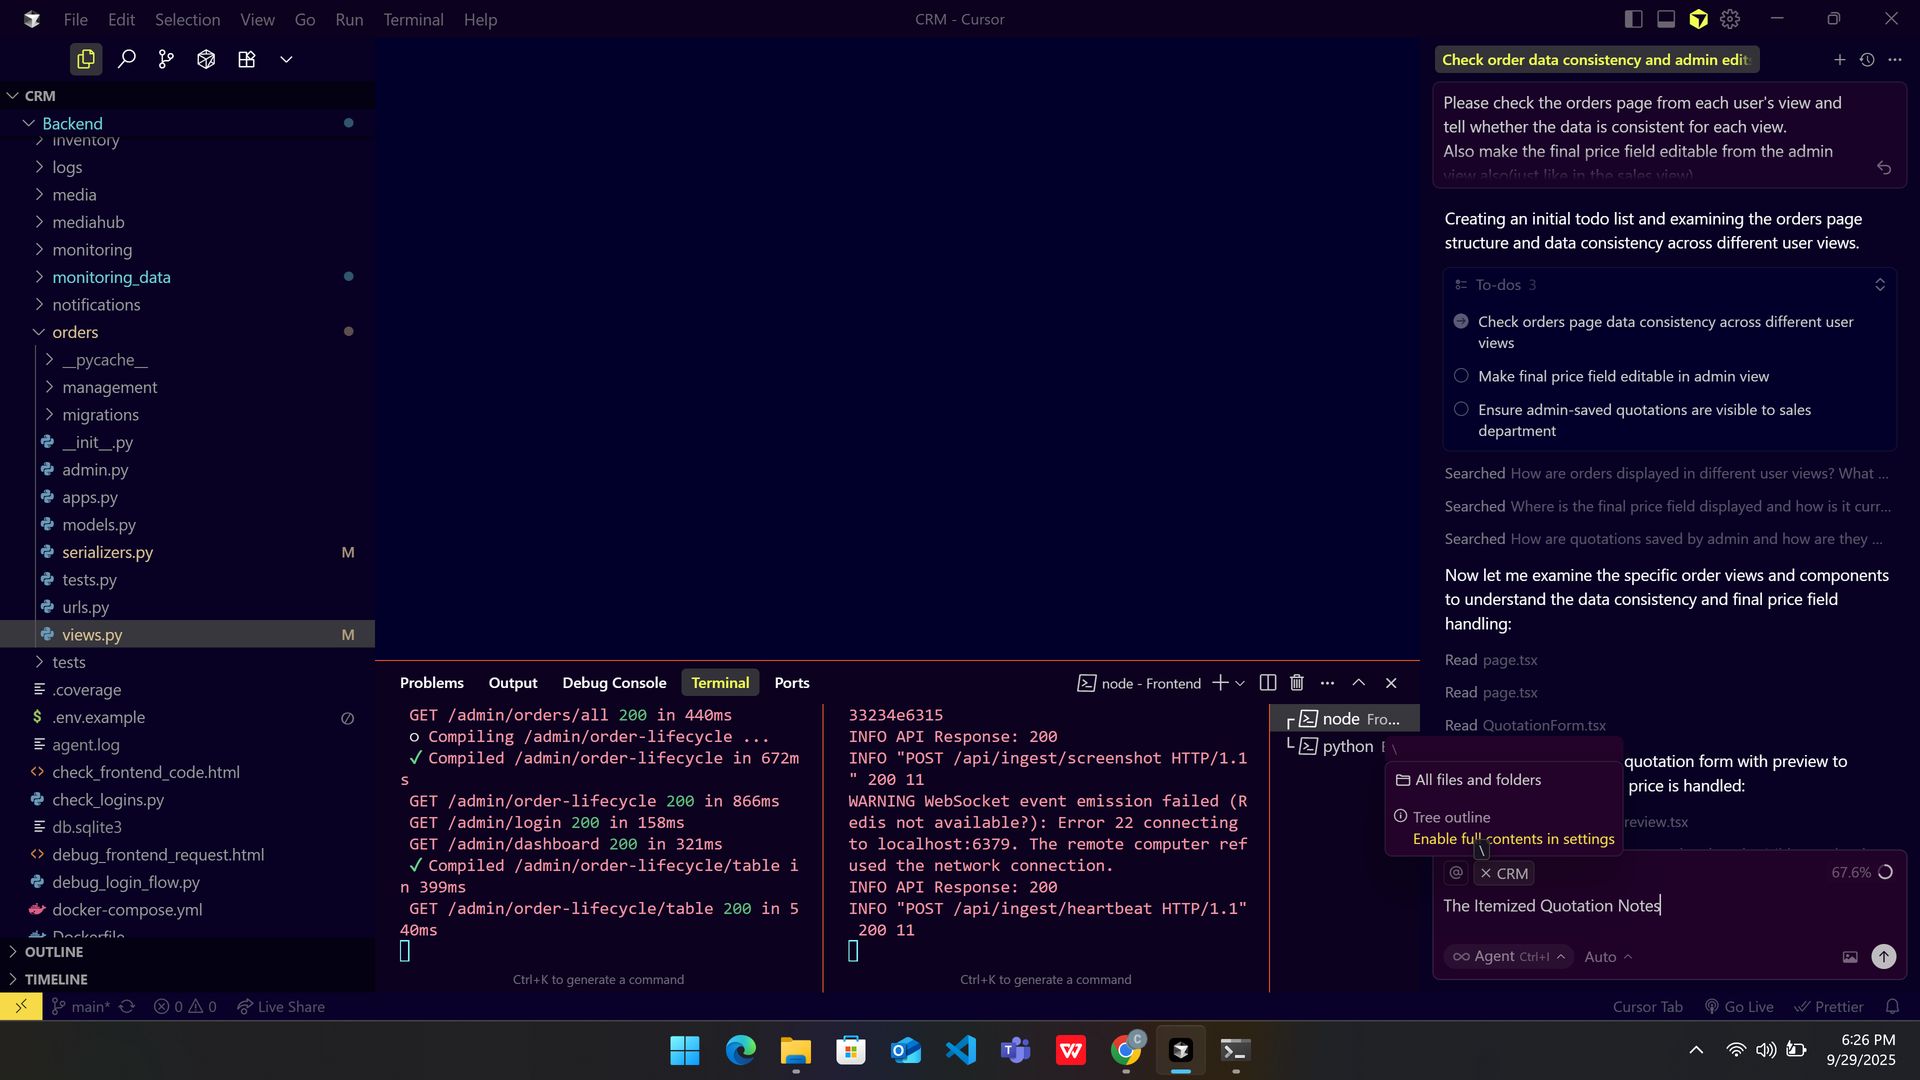 File Edit Selection View Go Run Terminal Help
CRM - Cursor
CRM
Backend
inventory
logs
media
mediahub
monitoring
monitoring_data
notifications
orders
__pycache__
management
migrations
__init__.py
admin.py
apps.py
models.py
serializers.py M
tests.py
urls.py
views.py M
tests
.coverage
.env.example
agent.log
check_frontend_code.html
check_logins.py
db.sqlite3
debug_frontend_request.html
debug_login_flow.py
docker-compose.yml
Dockerfile
OUTLINE
TIMELINE
Problems Output Debug Console Terminal Ports
node - Frontend
GET /admin/orders/all 200 in 440ms
○ Compiling /admin/order-lifecycle ...
✓ Compiled /admin/order-lifecycle in 672m
s
GET /admin/order-lifecycle 200 in 866ms
GET /admin/login 200 in 158ms
GET /admin/dashboard 200 in 321ms
✓ Compiled /admin/order-lifecycle/table i
n 399ms
GET /admin/order-lifecycle/table 200 in 5
40ms
Ctrl+K to generate a command
33234e6315
INFO API Response: 200
INFO "POST /api/ingest/screenshot HTTP/1.1
" 200 11
WARNING WebSocket event emission failed (R
edis not available?): Error 22 connecting
to localhost:6379. The remote computer ref
used the network connection.
INFO API Response: 200
INFO "POST /api/ingest/heartbeat HTTP/1.1"
200 11
Ctrl+K to generate a command
node Fro...
python
Check order data consistency and admin edit
Please check the orders page from each user's view and
tell whether the data is consistent for each view.
Also make the final price field editable from the admin
view also(just like in the sales view)
Creating an initial todo list and examining the orders page
structure and data consistency across different user views.
To-dos 3
Check orders page data consistency across different user
views
Make final price field editable in admin view
Ensure admin-saved quotations are visible to sales
department
Searched How are orders displayed in different user views? What ...
Searched Where is the final price field displayed and how is it curr...
Searched How are quotations saved by admin and how are they ...
Now let me examine the specific order views and components
to understand the data consistency and final price field
handling:
Read page.tsx
Read page.tsx
Read QuotationForm.tsx
quotation form with preview to
price is handled:
review.tsx
\
All files and folders
Tree outline
Enable full contents in settings
\
@ CRM
67.6%
The Itemized Quotation Notes
Agent Ctrl+I Auto
main* 0 0 Live Share
Cursor Tab Go Live Prettier
6:26 PM
9/29/2025